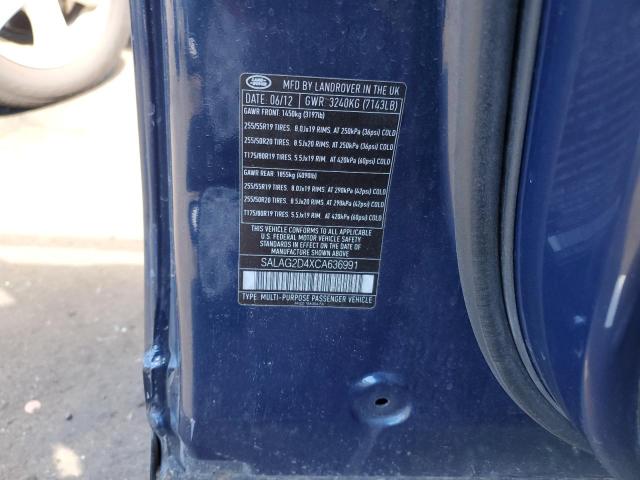 LAND ROVER
MFD BY LANDROVER IN THE UK
DATE: 06/12 GWR: 3240KG (7143LB)
GAWR FRONT: 1450kg (3197lb)
255/55R19 TIRES. 8.0Jx19 RIMS. AT 250kPa (36psi) COLD
255/50R20 TIRES. 8.5Jx20 RIMS. AT 250kPa (36psi) COLD
T175/80R19 TIRES. 5.5Jx19 RIM. AT 420kPa (60psi) COLD
GAWR REAR: 1855kg (4090lb)
255/55R19 TIRES. 8.0Jx19 RIMS. AT 290kPa (42psi) COLD
255/50R20 TIRES. 8.5Jx20 RIMS. AT 290kPa (42psi) COLD
T175/80R19 TIRES. 5.5Jx19 RIM. AT 420kPa (60psi) COLD
THIS VEHICLE CONFORMS TO ALL APPLICABLE
U.S. FEDERAL MOTOR VEHICLE SAFETY
STANDARDS IN EFFECT ON THE DATE OF
MANUFACTURE SHOWN ABOVE
SALAG2D4XCA636991
TYPE: MULTI-PURPOSE PASSENGER VEHICLE